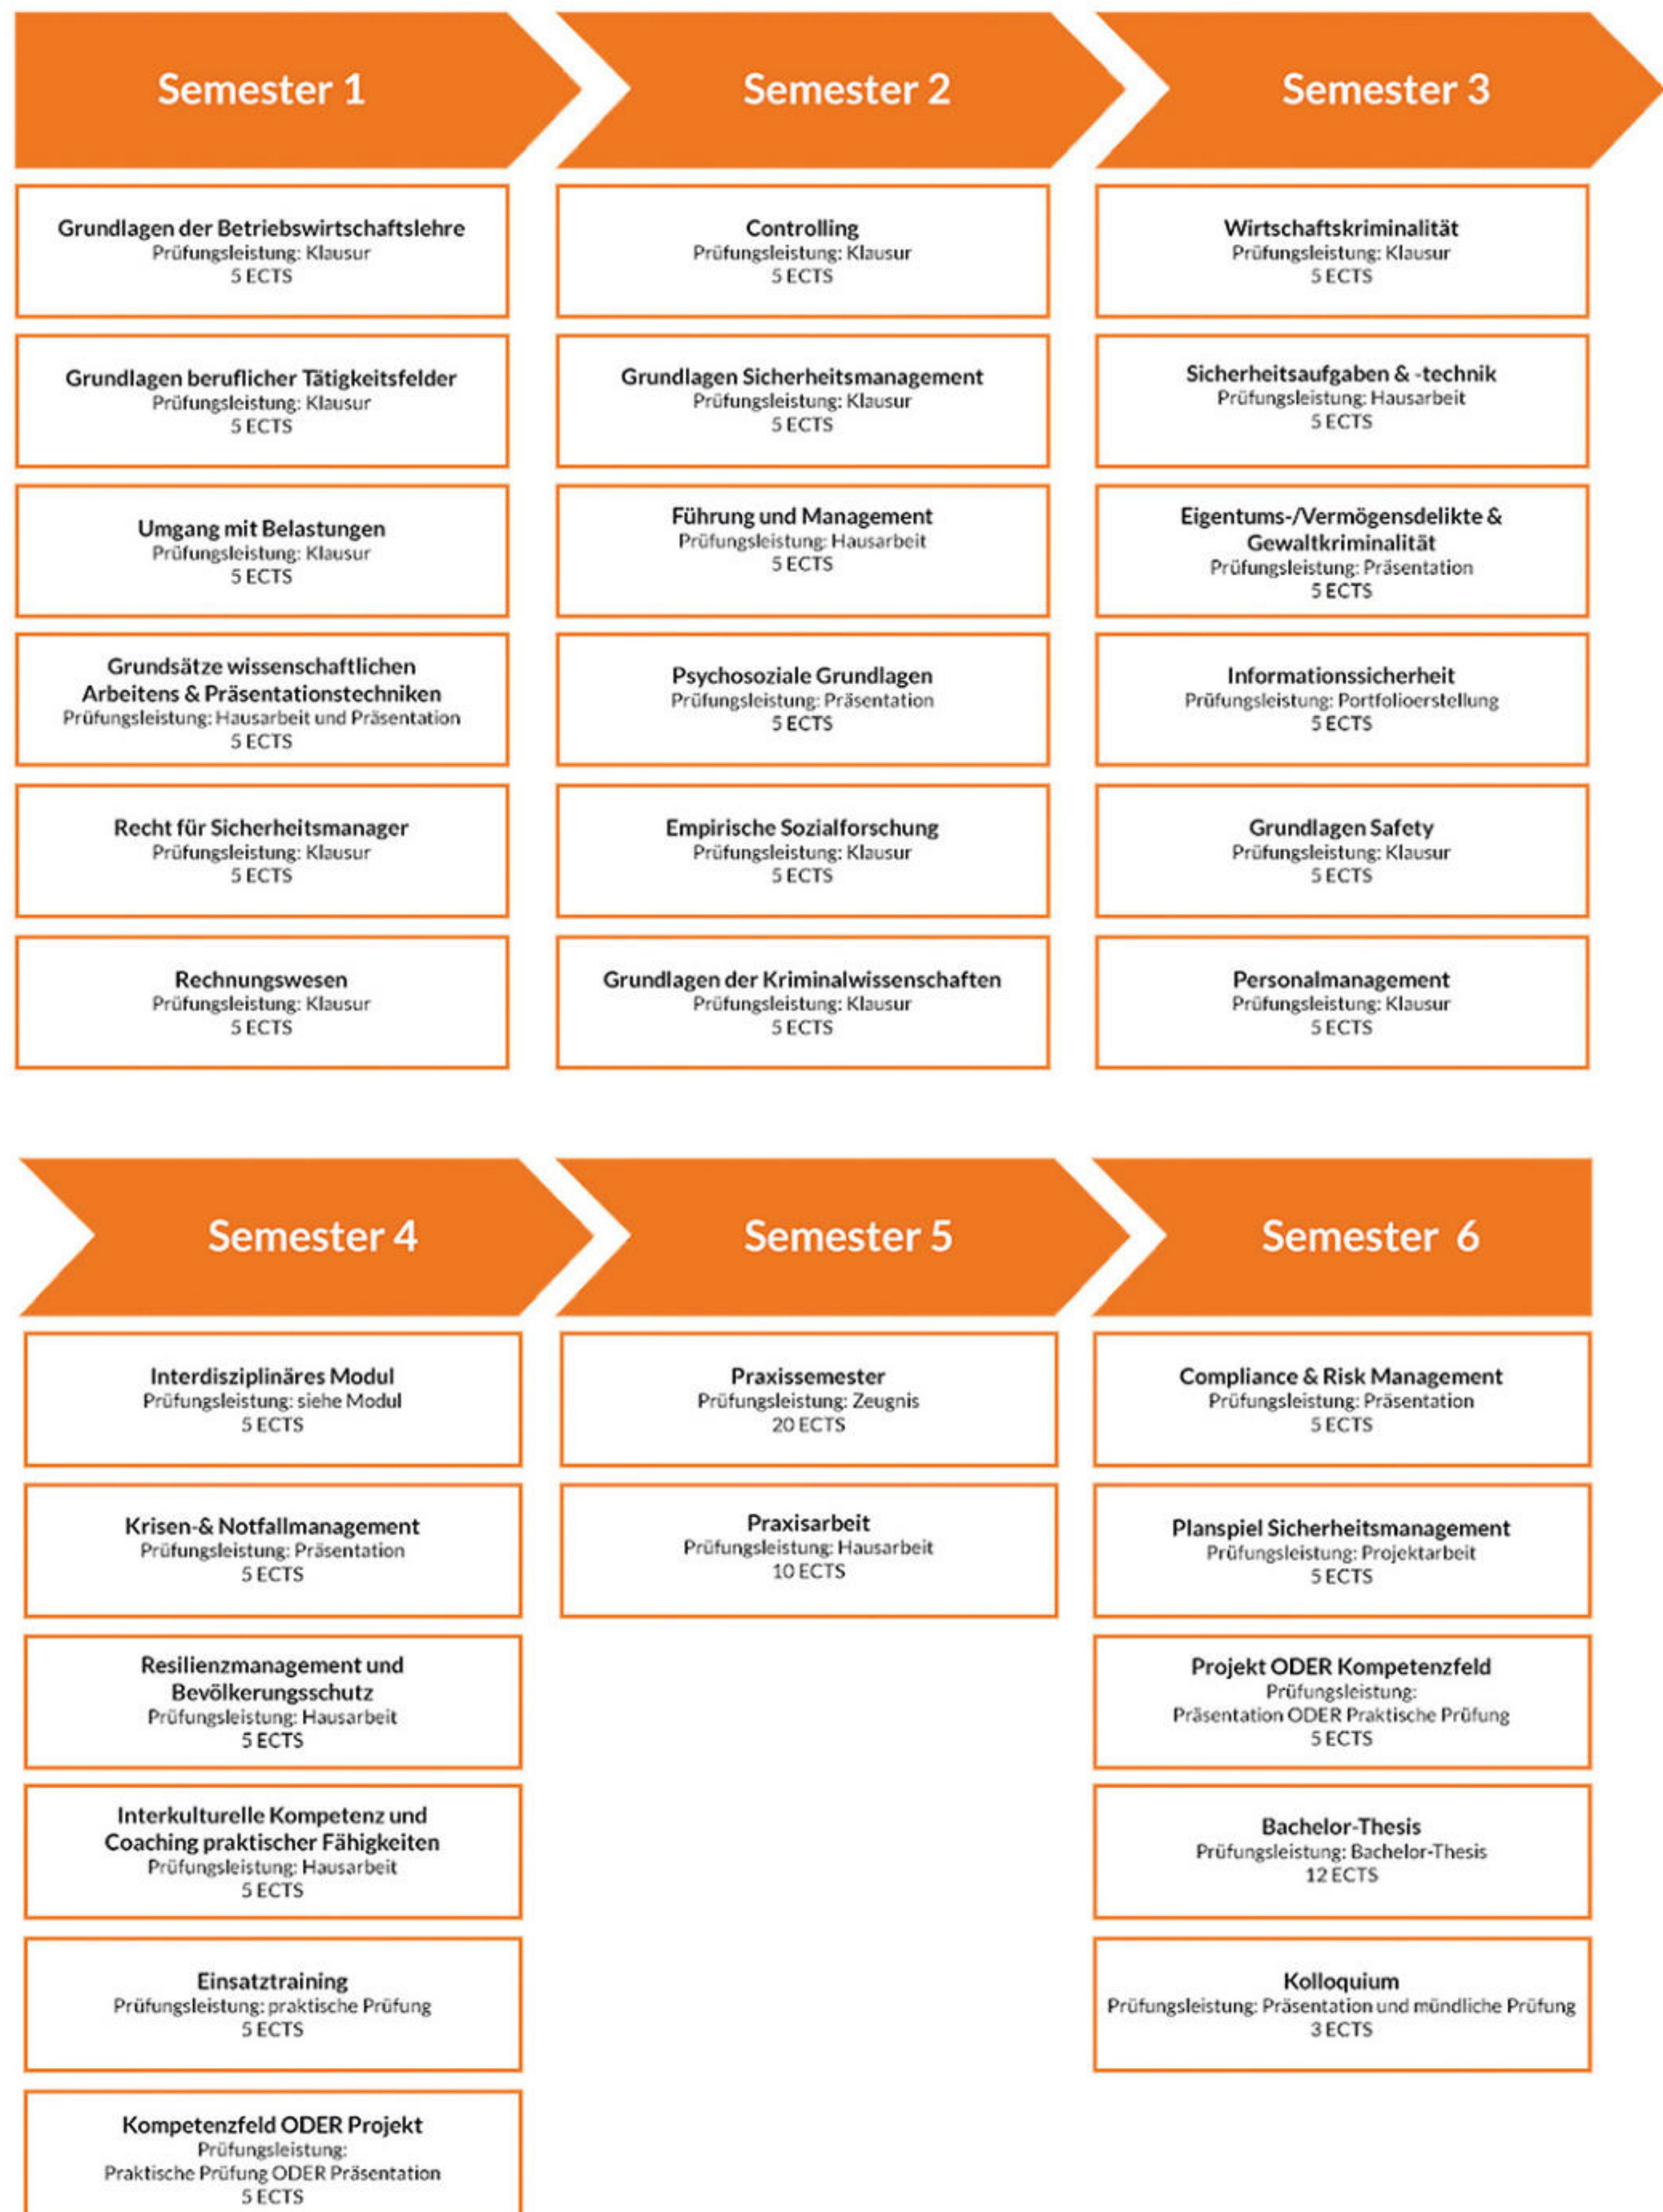 Semester 1
Grundlagen der Betriebswirtschaftslehre
Prüfungsleistung: Klausur
5 ECTS
Grundlagen beruflicher Tätigkeitsfelder
Prüfungsleistung: Klausur
5 ECTS
Umgang mit Belastungen
Prüfungsleistung: Klausur
5 ECTS
Grundsätze wissenschaftlichen
Arbeitens & Präsentationstechniken
Prüfungsleistung: Hausarbeit und Präsentation
5 ECTS
Recht für Sicherheitsmanager
Prüfungsleistung: Klausur
5 ECTS
Rechnungswesen
Prüfungsleistung: Klausur
5 ECTS
Semester 2
Controlling
Prüfungsleistung: Klausur
5 ECTS
Grundlagen Sicherheitsmanagement
Prüfungsleistung: Klausur
5 ECTS
Führung und Management
Prüfungsleistung: Hausarbeit
5 ECTS
Psychosoziale Grundlagen
Prüfungsleistung: Präsentation
5 ECTS
Empirische Sozialforschung
Prüfungsleistung: Klausur
5 ECTS
Grundlagen der Kriminalwissenschaften
Prüfungsleistung: Klausur
5 ECTS
Semester 3
Wirtschaftskriminalität
Prüfungsleistung: Klausur
5 ECTS
Sicherheitsaufgaben & -technik
Prüfungsleistung: Hausarbeit
5 ECTS
Eigentums-/Vermögensdelikte &
Gewaltkriminalität
Prüfungsleistung: Präsentation
5 ECTS
Informationssicherheit
Prüfungsleistung: Portfolioerstellung
5 ECTS
Grundlagen Safety
Prüfungsleistung: Klausur
5 ECTS
Personalmanagement
Prüfungsleistung: Klausur
5 ECTS
Semester 4
Interdisziplinäres Modul
Prüfungsleistung: siehe Modul
5 ECTS
Krisen-& Notfallmanagement
Prüfungsleistung: Präsentation
5 ECTS
Resilienzmanagement und
Bevölkerungsschutz
Prüfungsleistung: Hausarbeit
5 ECTS
Interkulturelle Kompetenz und
Coaching praktischer Fähigkeiten
Prüfungsleistung: Hausarbeit
5 ECTS
Einsatztraining
Prüfungsleistung: praktische Prüfung
5 ECTS
Kompetenzfeld ODER Projekt
Prüfungsleistung:
Praktische Prüfung ODER Präsentation
5 ECTS
Semester 5
Praxissemester
Prüfungsleistung: Zeugnis
20 ECTS
Praxisarbeit
Prüfungsleistung: Hausarbeit
10 ECTS
Semester 6
Compliance & Risk Management
Prüfungsleistung: Präsentation
5 ECTS
Planspiel Sicherheitsmanagement
Prüfungsleistung: Projektarbeit
5 ECTS
Projekt ODER Kompetenzfeld
Prüfungsleistung:
Präsentation ODER Praktische Prüfung
5 ECTS
Bachelor-Thesis
Prüfungsleistung: Bachelor-Thesis
12 ECTS
Kolloquium
Prüfungsleistung: Präsentation und mündliche Prüfung
3 ECTS